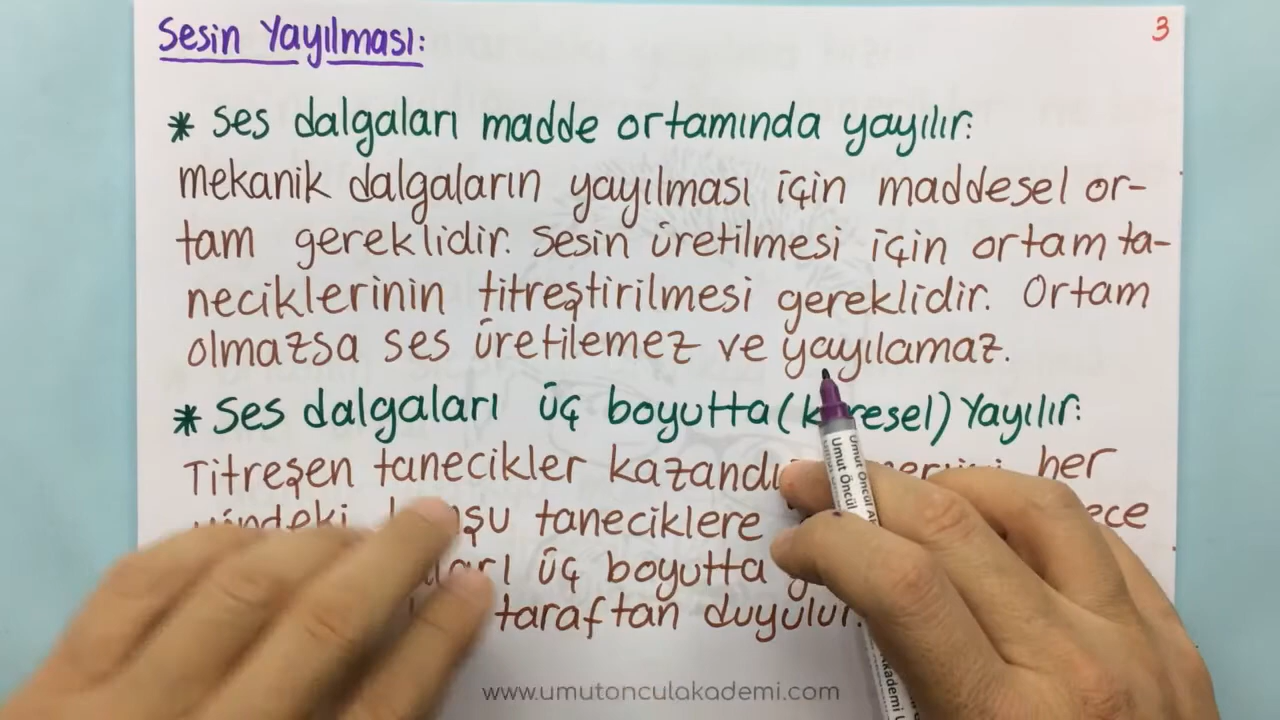 Sesin Yayılması:
3
* Ses dalgaları madde ortamında yayılır:
mekanik dalgaların yayılması için maddesel or-
tam gereklidir. Sesin üretilmesi için ortam ta-
neciklerinin titreştirilmesi gereklidir. Ortam
olmazsa ses üretilemez ve yayılamaz.
* Ses dalgaları üç boyutta (küresel) Yayılır:
Titreşen tanecikler her
taneciklere
üç boyutta
taraftan duyulur.
Umut Öncül
www.umutonculakademi.com